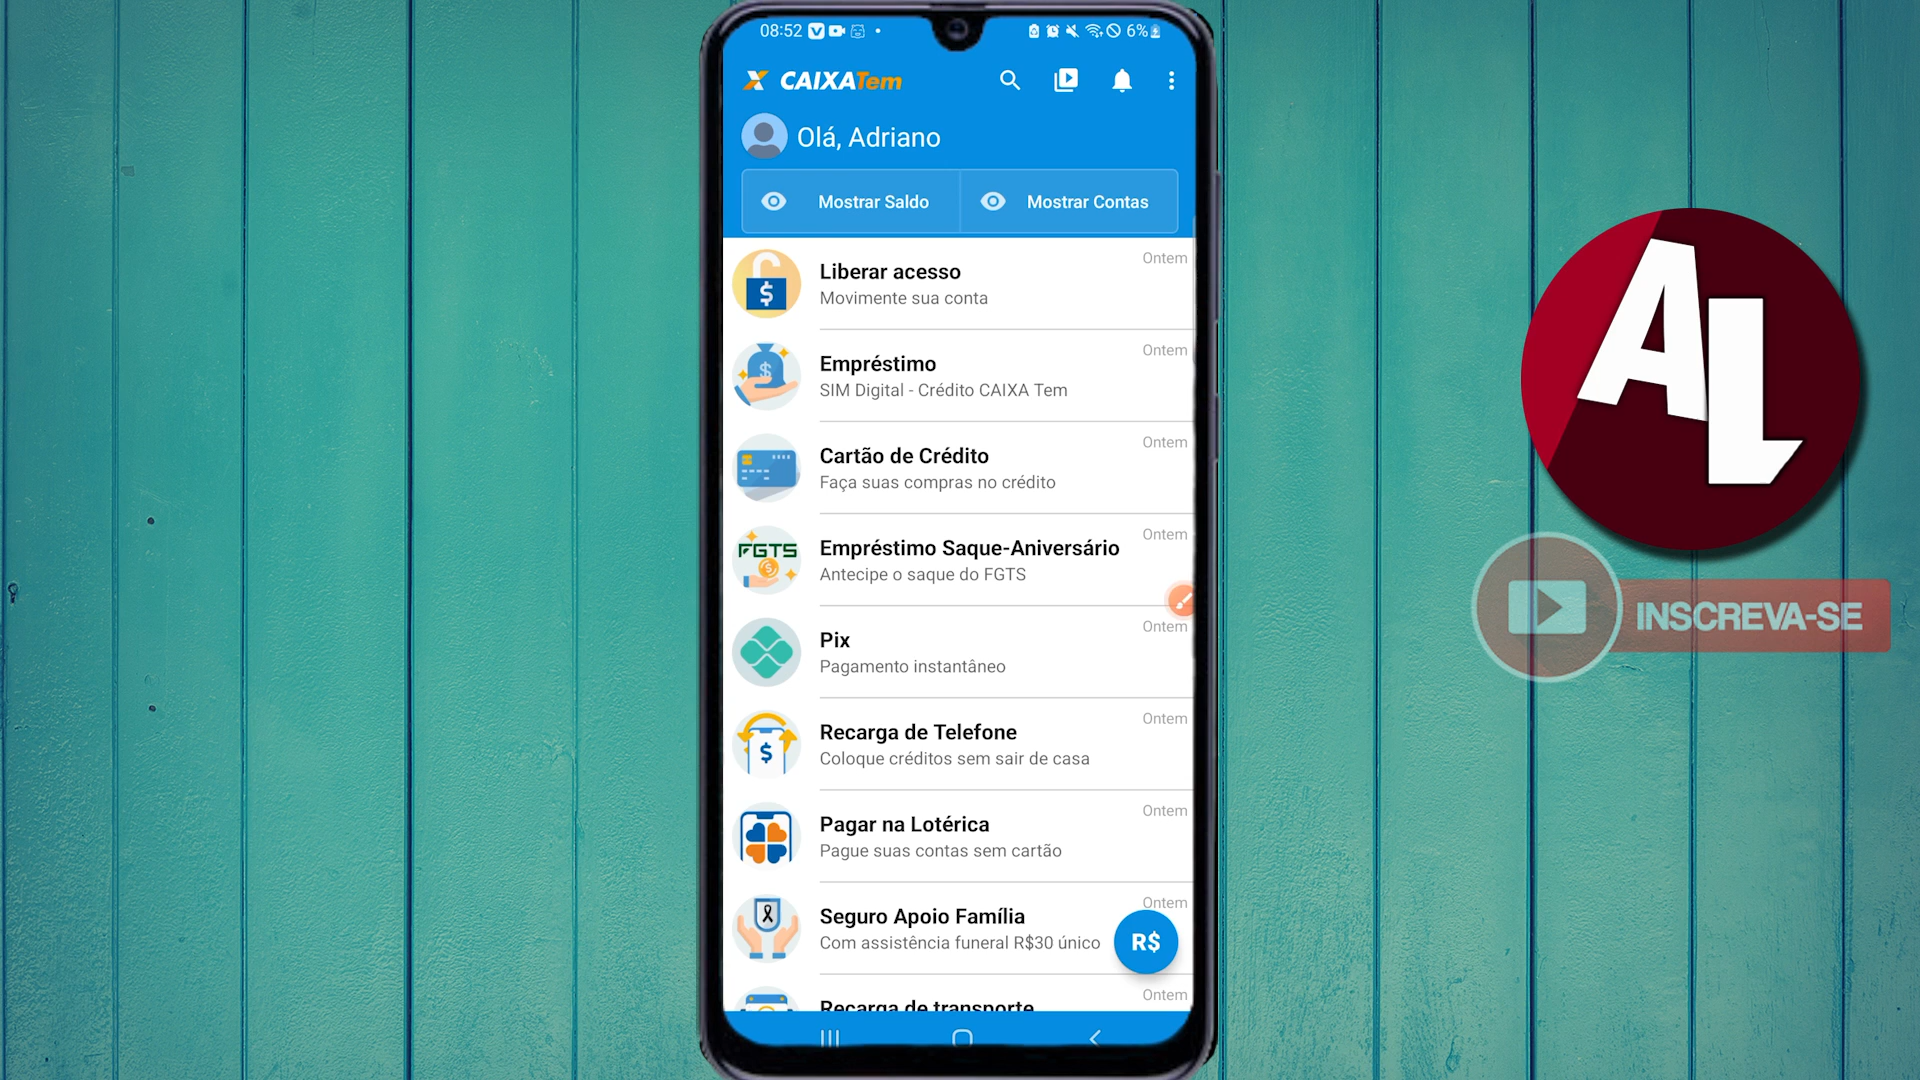 08:52
6%
CAIXATem
Olá, Adriano
Mostrar Saldo
Mostrar Contas
Ontem
Liberar acesso
Movimente sua conta
Ontem
Empréstimo
SIM Digital - Crédito CAIXA Tem
Ontem
Cartão de Crédito
Faça suas compras no crédito
Ontem
FGTS
Empréstimo Saque-Aniversário
Antecipe o saque do FGTS
Ontem
Pix
Pagamento instantâneo
Ontem
Recarga de Telefone
Coloque créditos sem sair de casa
Ontem
Pagar na Lotérica
Pague suas contas sem cartão
Ontem
Seguro Apoio Família
Com assistência funeral R$30 único
R$
Ontem
Recarga de transporte
AL
INSCREVA-SE